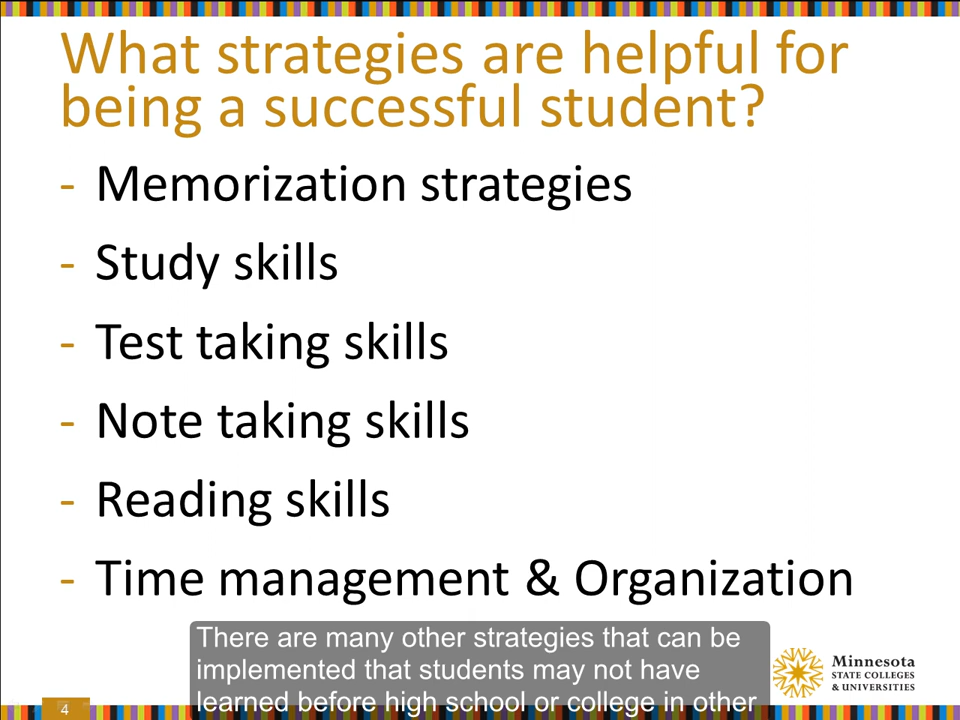 What strategies are helpful for
being a successful student?
- Memorization strategies
- Study skills
- Test taking skills
- Note taking skills
- Reading skills
- Time management & Organization
There are many other strategies that can be
implemented that students may not have
learned before high school or college in other
Minnesota
STATE COLLEGES
& UNIVERSITIES
4